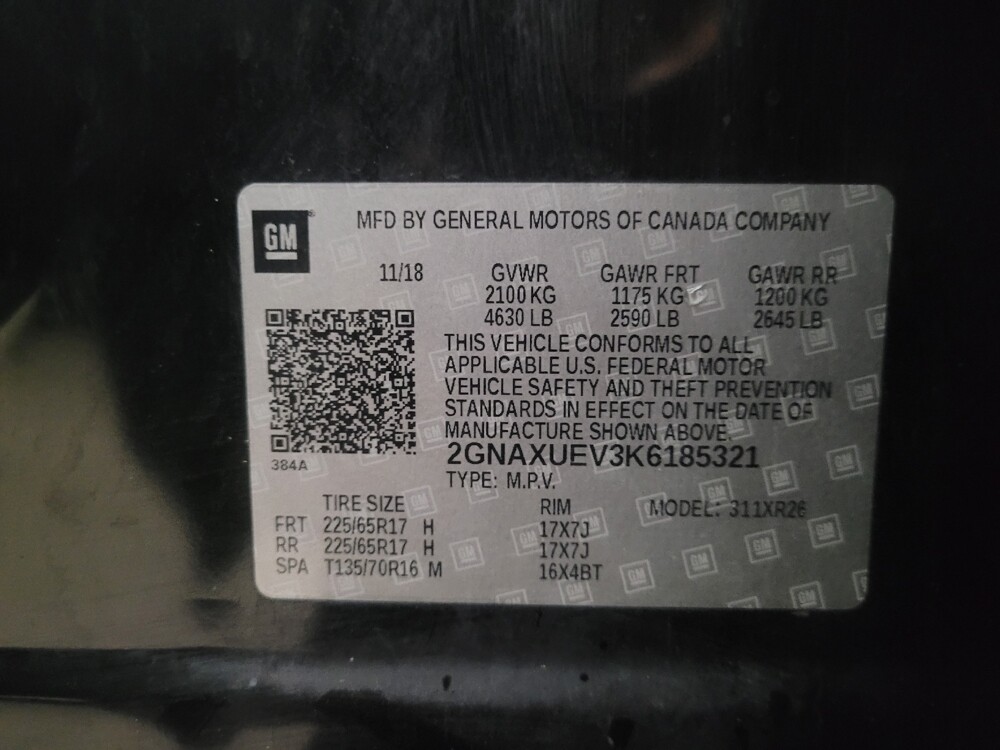 GM
MFD BY GENERAL MOTORS OF CANADA COMPANY
11/18 GVWR GAWR FRT GAWR RR
2100 KG 1175 KG 1200 KG
4630 LB 2590 LB 2645 LB
THIS VEHICLE CONFORMS TO ALL
APPLICABLE U.S. FEDERAL MOTOR
VEHICLE SAFETY AND THEFT PREVENTION
STANDARDS IN EFFECT ON THE DATE OF
MANUFACTURE SHOWN ABOVE.
384A
2GNAXUEV3K6185321
TYPE: M.P.V.
TIRE SIZE RIM MODEL: 311XR26
FRT 225/65R17 H 17X7J
RR 225/65R17 H 17X7J
SPA T135/70R16 M 16X4BT